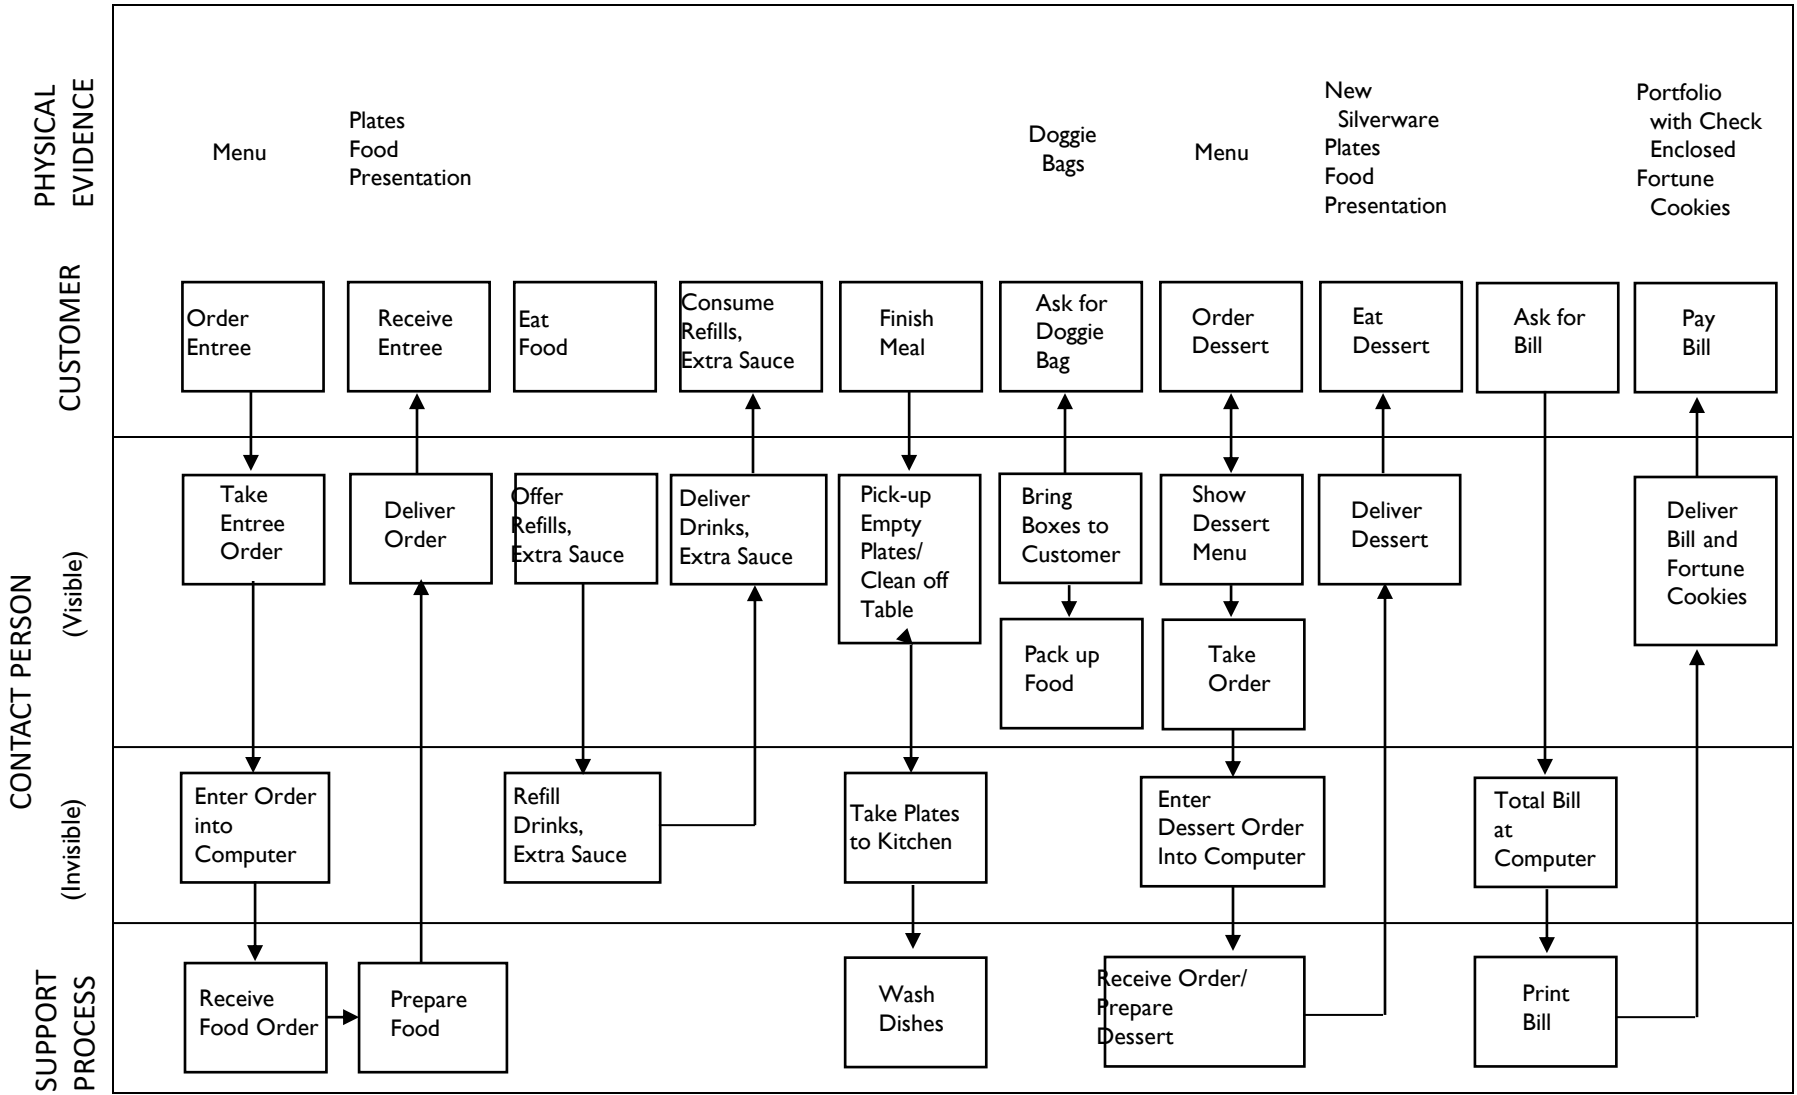 PHYSICAL
EVIDENCE
Menu
Plates
Food
Presentation
Doggie
Bags
Menu
New
Silverware
Plates
Food
Presentation
Portfolio
with Check
Enclosed
Fortune
Cookies
CUSTOMER
Order
Entree
Receive
Entree
Eat
Food
Consume
Refills,
Extra Sauce
Finish
Meal
Ask for
Doggie
Bag
Order
Dessert
Eat
Dessert
Ask for
Bill
Pay
Bill
CONTACT PERSON
(Visible)
Take
Entree
Order
Deliver
Order
Offer
Refills,
Extra Sauce
Deliver
Drinks,
Extra Sauce
Pick-up
Empty
Plates/
Clean off
Table
Bring
Boxes to
Customer
Show
Dessert
Menu
Deliver
Dessert
Deliver
Bill and
Fortune
Cookies
Pack up
Food
Take
Order
(Invisible)
Enter Order
into
Computer
Refill
Drinks,
Extra Sauce
Take Plates
to Kitchen
Enter
Dessert Order
Into Computer
Total Bill
at
Computer
SUPPORT
PROCESS
Receive
Food Order
Prepare
Food
Wash
Dishes
Receive Order/
Prepare
Dessert
Print
Bill